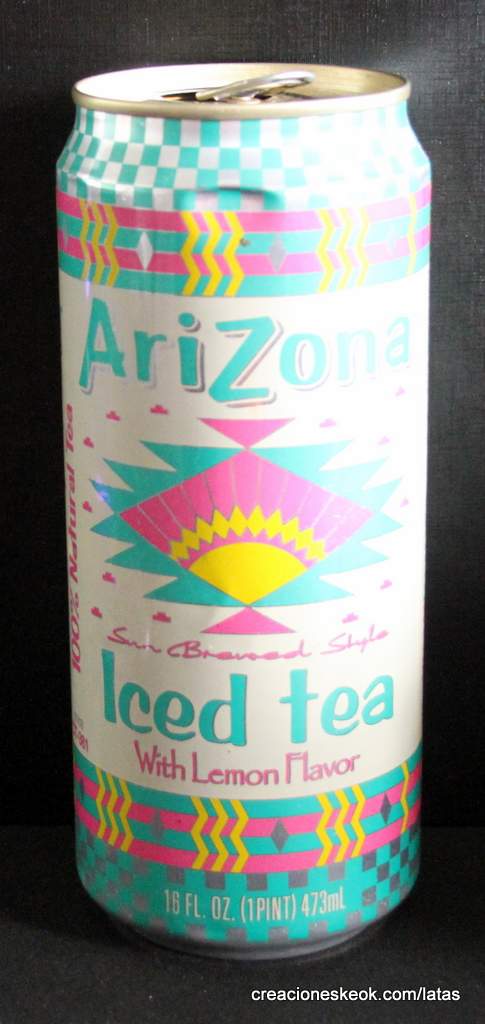 AriZona
100% Natural Tea
Sun Brewed Style
Iced tea
With Lemon Flavor
16 FL. OZ. (1PINT) 473mL
creacioneskeok.com/latas